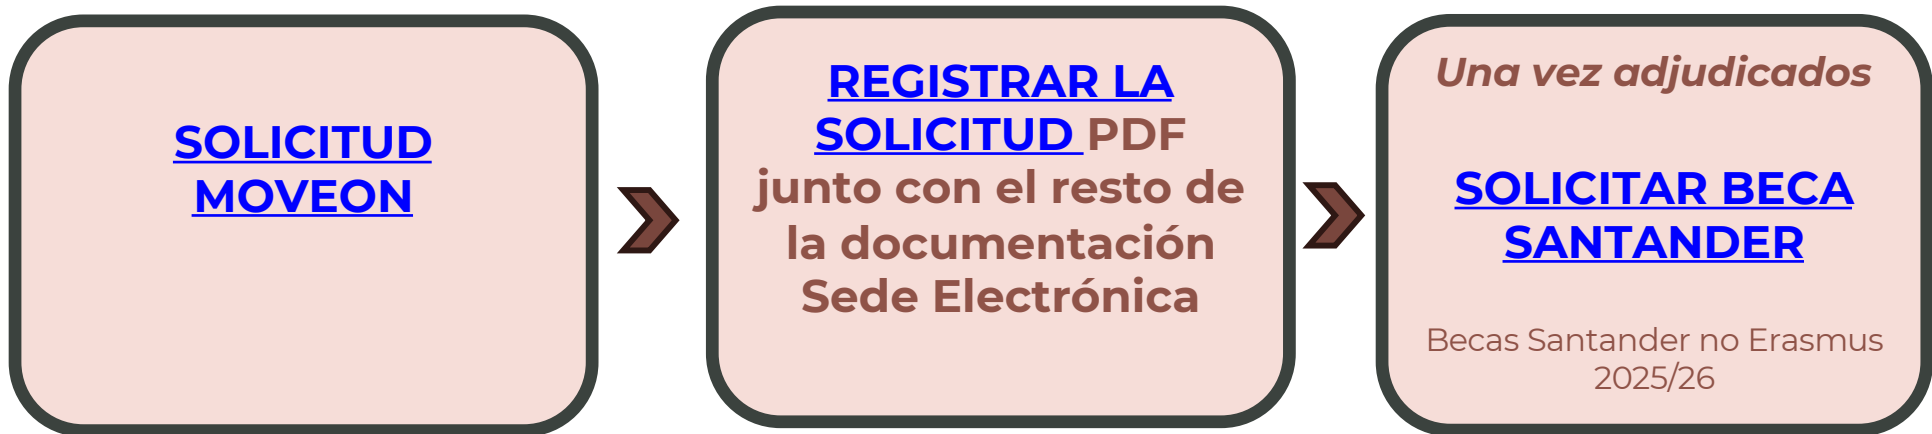 SOLICITUD
MOVEON
REGISTRAR LA
SOLICITUD PDF
junto con el resto de
la documentación
Sede Electrónica
Una vez adjudicados
SOLICITAR BECA
SANTANDER
Becas Santander no Erasmus
2025/26